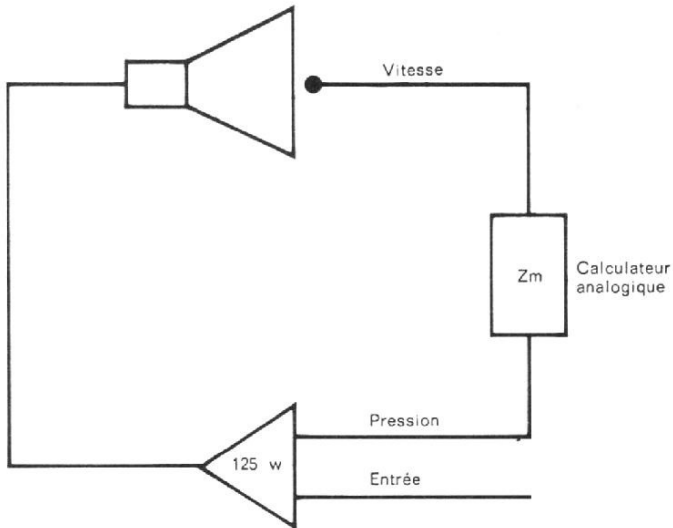 Vitesse
Zm
Calculateur
analogique
Pression
125 w
Entrée